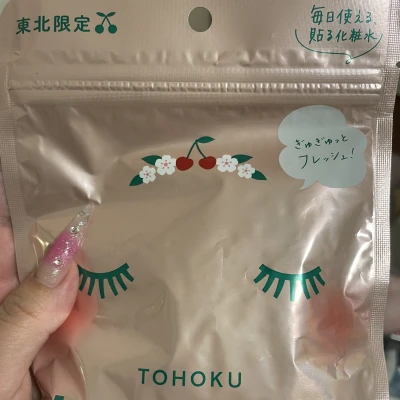 東北限定
毎日使える
貼る化粧水
ぎゅぎゅっと
フレッシュ!
TOHOKU